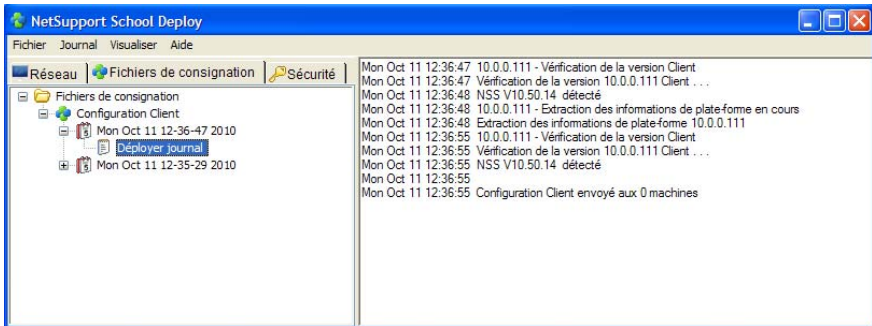 NetSupport School Deploy
Fichier Journal Visualiser Aide
Réseau Fichiers de consignation Sécurité
Fichiers de consignation
Configuration Client
Mon Oct 11 12-36-47 2010
Déployer journal
Mon Oct 11 12-35-29 2010
Mon Oct 11 12:36:47 10.0.0.111 - Vérification de la version Client
Mon Oct 11 12:36:47 Vérification de la version 10.0.0.111 Client . . .
Mon Oct 11 12:36:48 NSS V10.50.14 détecté
Mon Oct 11 12:36:48 10.0.0.111 - Extraction des informations de plate-forme en cours
Mon Oct 11 12:36:48 Extraction des informations de plate-forme 10.0.0.111
Mon Oct 11 12:36:55 10.0.0.111 - Vérification de la version Client
Mon Oct 11 12:36:55 Vérification de la version 10.0.0.111 Client . . .
Mon Oct 11 12:36:55 NSS V10.50.14 détecté
Mon Oct 11 12:36:55
Mon Oct 11 12:36:55 Configuration Client envoyé aux 0 machines